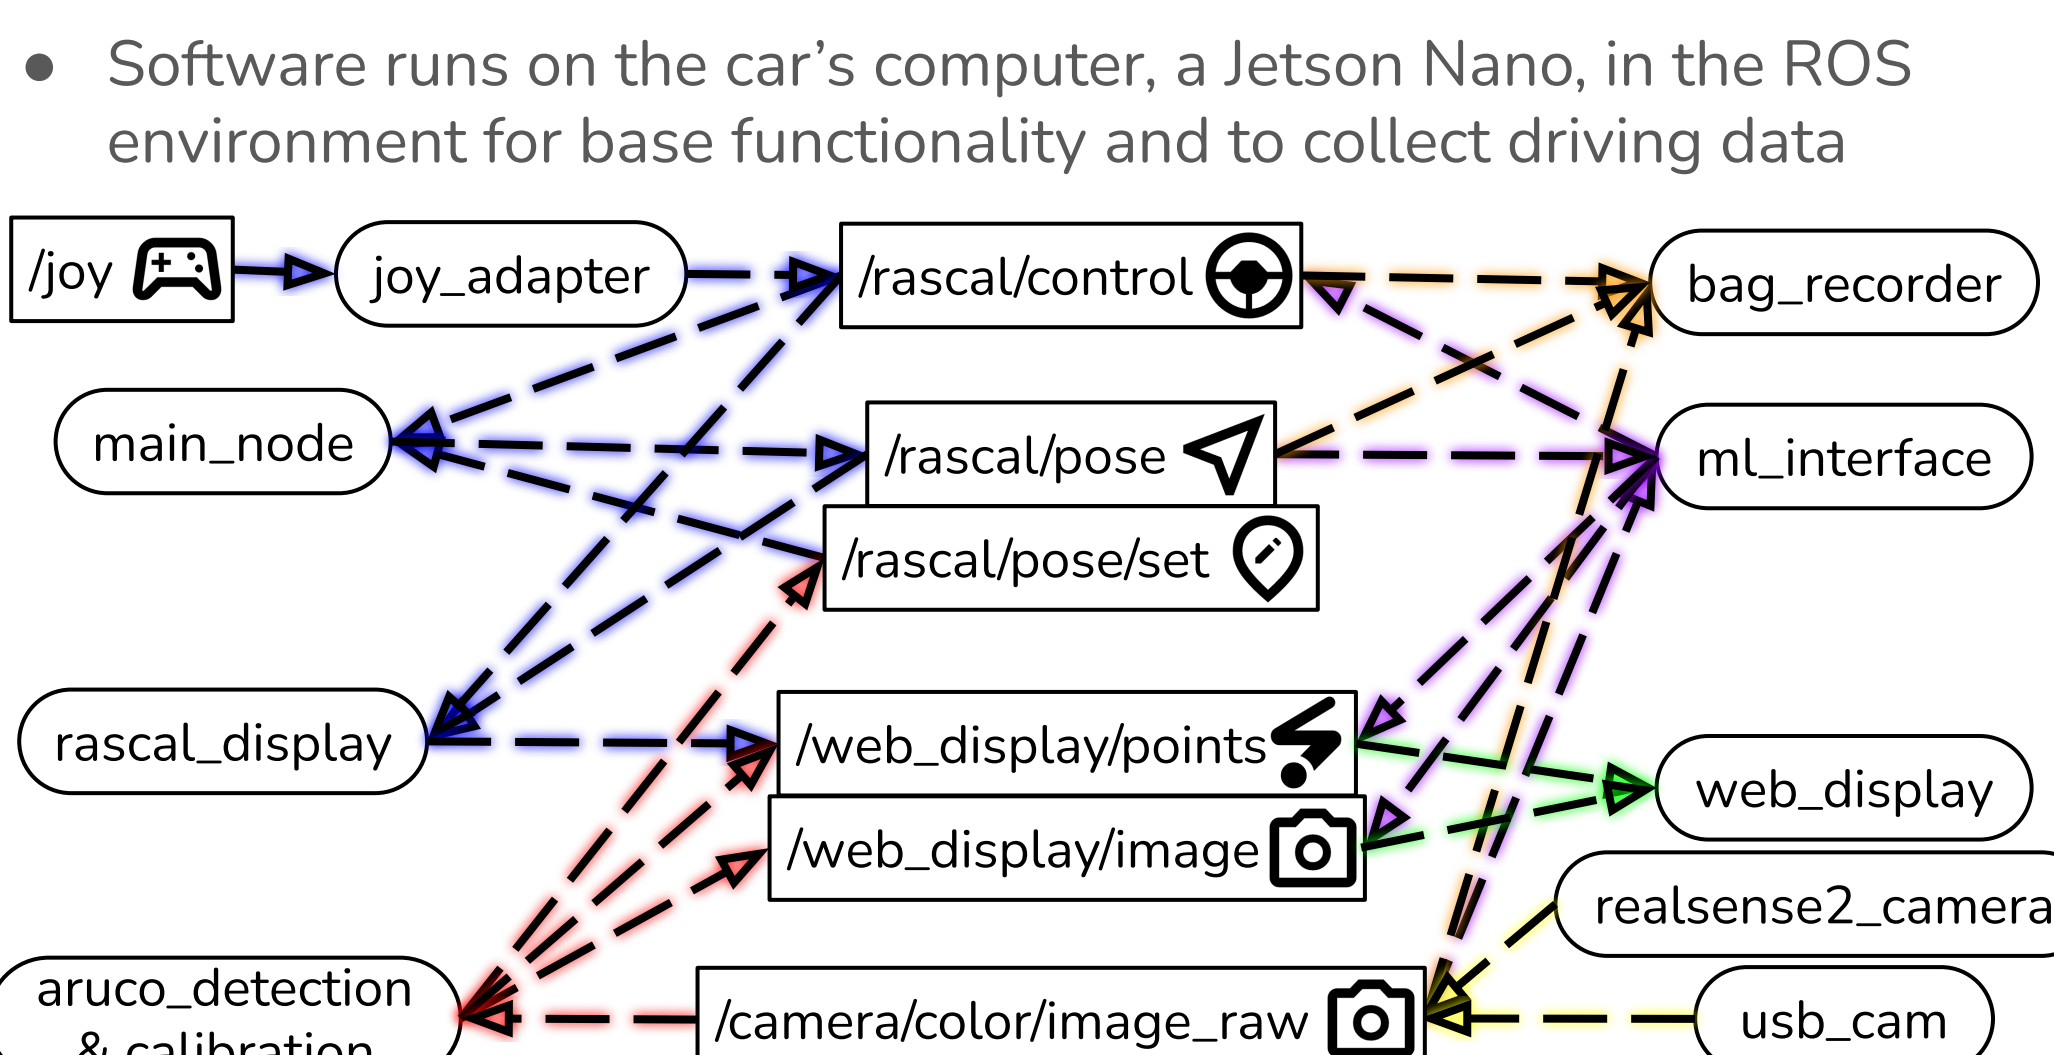 ● Software runs on the car’s computer, a Jetson Nano, in the ROS
environment for base functionality and to collect driving data
/joy
joy_adapter
/rascal/control
bag_recorder
main_node
/rascal/pose
ml_interface
/rascal/pose/set
rascal_display
/web_display/points
web_display
/web_display/image
realsense2_camera
aruco_detection
& calibration
/camera/color/image_raw
usb_cam